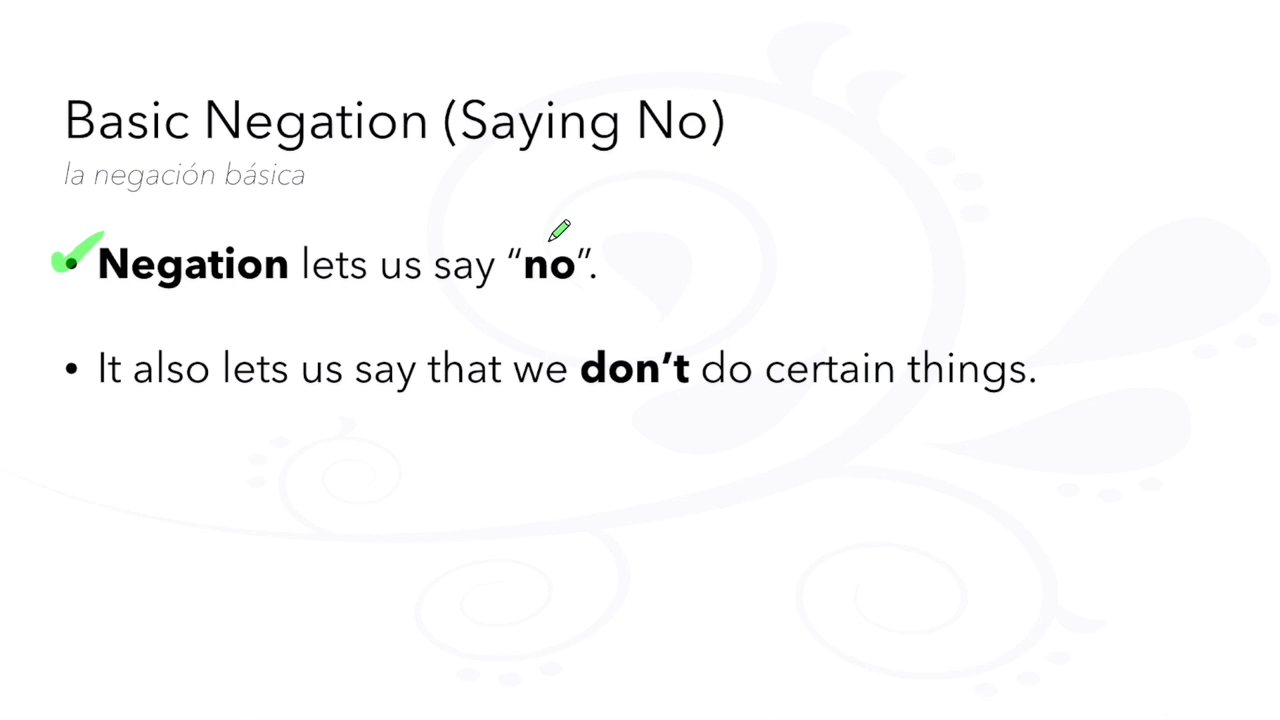 Basic Negation (Saying No)
la negación básica
• Negation lets us say “no”.
• It also lets us say that we don’t do certain things.